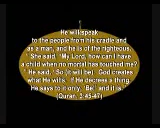 He will speak
to the people from his cradle and
as a man, and he is of the righteous.'
She said, 'My Lord, how can I have
a child when no mortal has touched me?
' He said, 'So (it will be). God creates
what He wills. If He decrees a thing,
He says to it only, 'Be!' and it is.'
(Quran, 3:45-47)